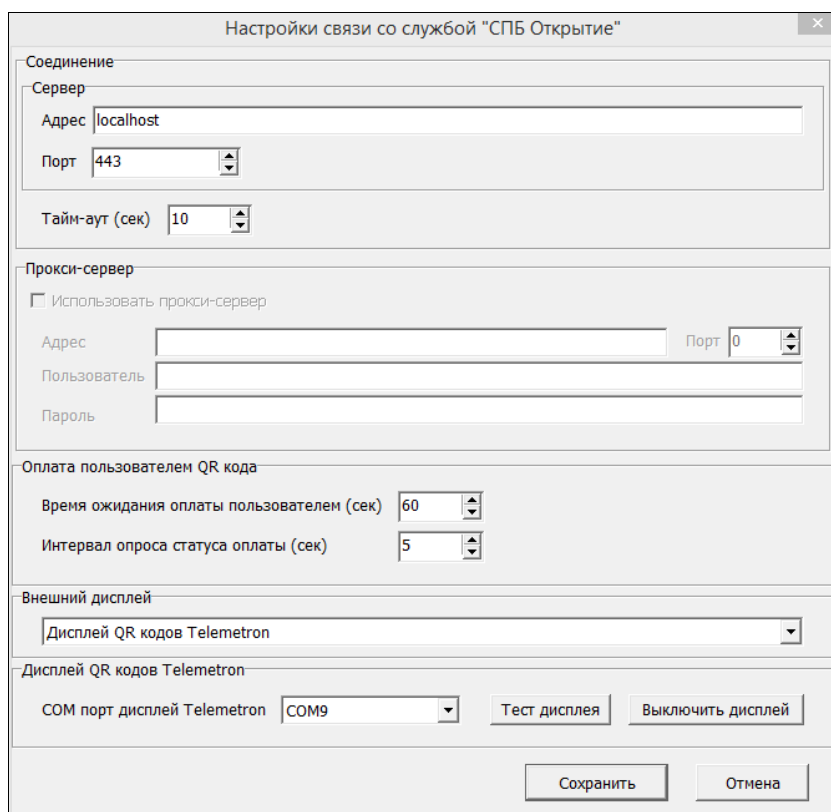 Настройки связи со службой "СПБ Открытие"
Соединение
Сервер
Адрес localhost
Порт 443
Тайм-аут (сек) 10
Прокси-сервер
Использовать прокси-сервер
Адрес Порт 0
Пользователь
Пароль
Оплата пользователем QR кода
Время ожидания оплаты пользователем (сек) 60
Интервал опроса статуса оплаты (сек) 5
Внешний дисплей
Дисплей QR кодов Telemetron
Дисплей QR кодов Telemetron
COM порт дисплей Telemetron COM9 Тест дисплея Выключить дисплей
Сохранить Отмена